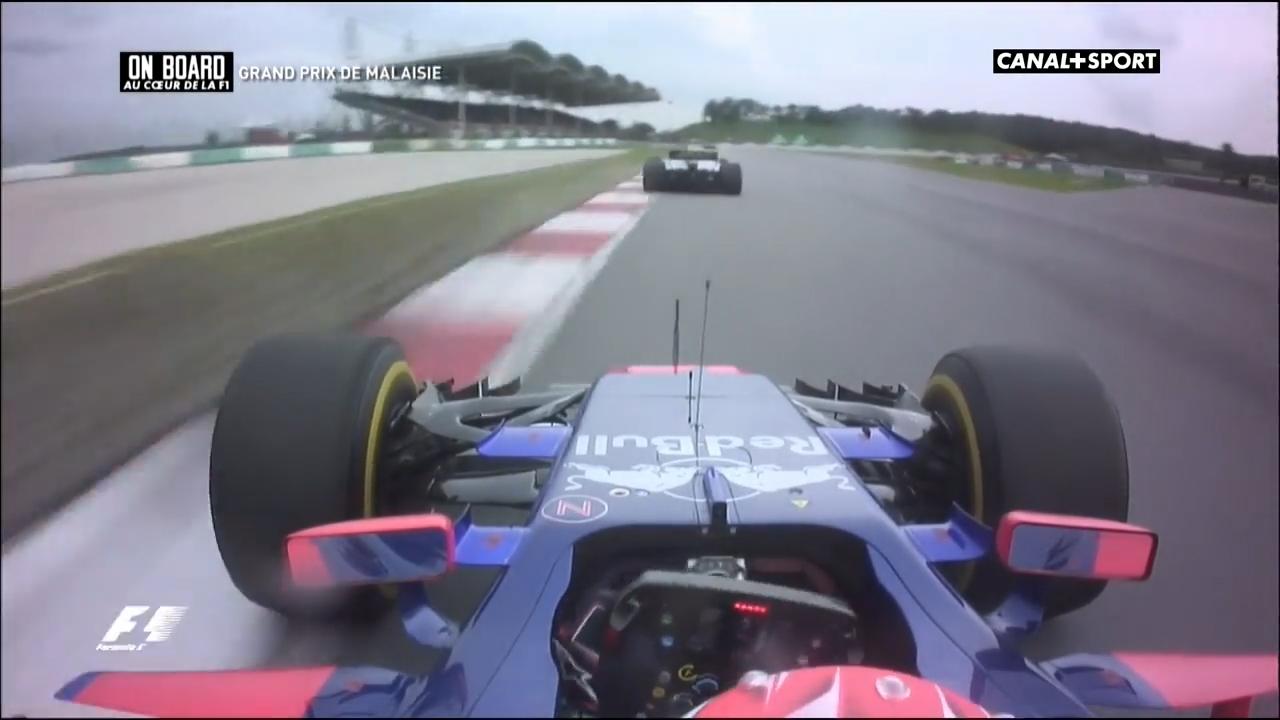 ON BOARD
AU CŒUR DE LA F1
GRAND PRIX DE MALAISIE
CANAL+SPORT
Red Bull
F1
Formula 1